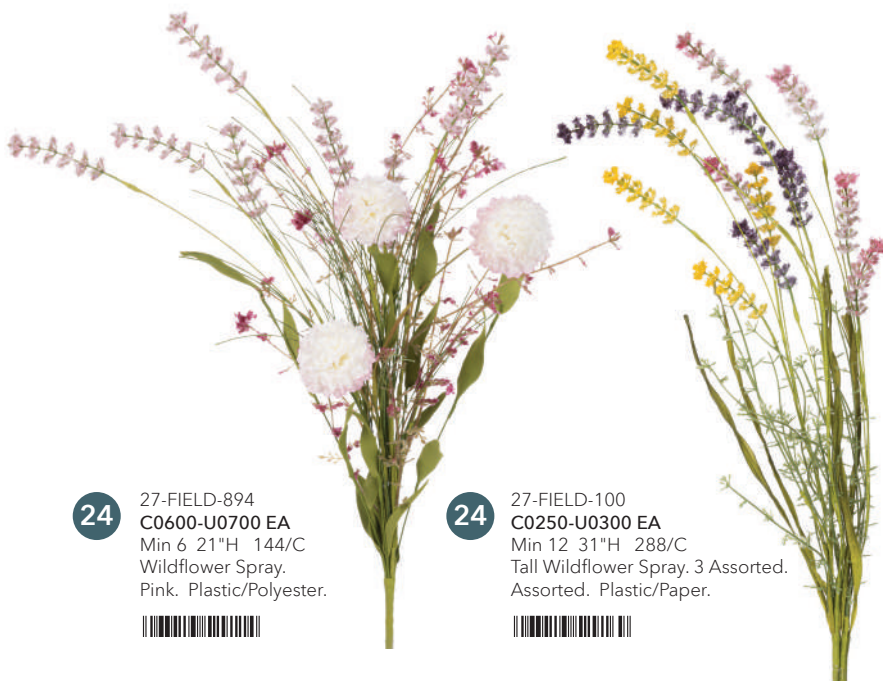 24
27-FIELD-894
C0600-U0700 EA
Min 6 21"H 144/C
Wildflower Spray.
Pink. Plastic/Polyester.
24
27-FIELD-100
C0250-U0300 EA
Min 12 31"H 288/C
Tall Wildflower Spray. 3 Assorted.
Assorted. Plastic/Paper.